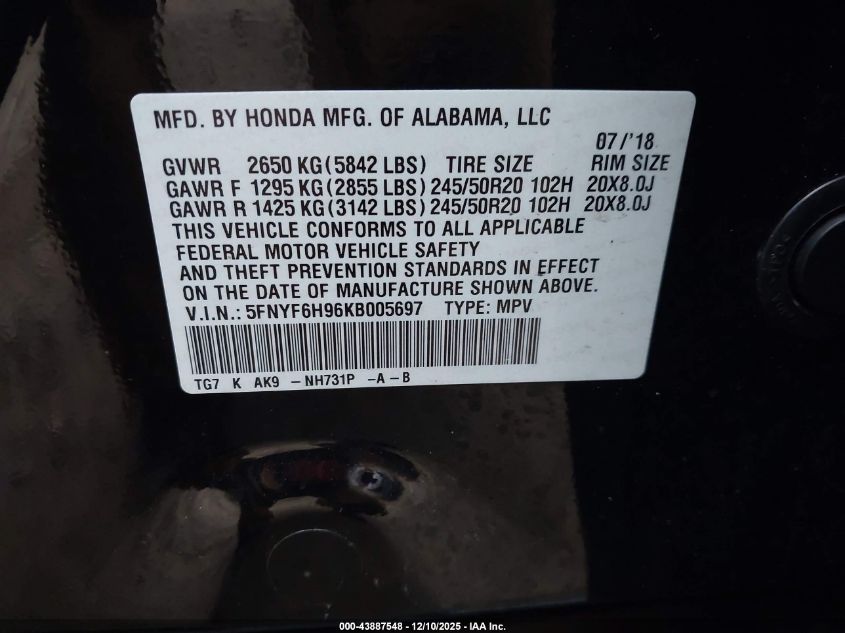 MFD. BY HONDA MFG. OF ALABAMA, LLC
07/'18
GVWR 2650 KG(5842 LBS) TIRE SIZE RIM SIZE
GAWR F 1295 KG(2855 LBS) 245/50R20 102H 20X8.0J
GAWR R 1425 KG(3142 LBS) 245/50R20 102H 20X8.0J
THIS VEHICLE CONFORMS TO ALL APPLICABLE
FEDERAL MOTOR VEHICLE SAFETY
AND THEFT PREVENTION STANDARDS IN EFFECT
ON THE DATE OF MANUFACTURE SHOWN ABOVE.
V.I.N.: 5FNYF6H96KB005697 TYPE: MPV
TG7 K AK9 -NH731P -A-B
000-43887548 - 12/10/2025 - IAA Inc.